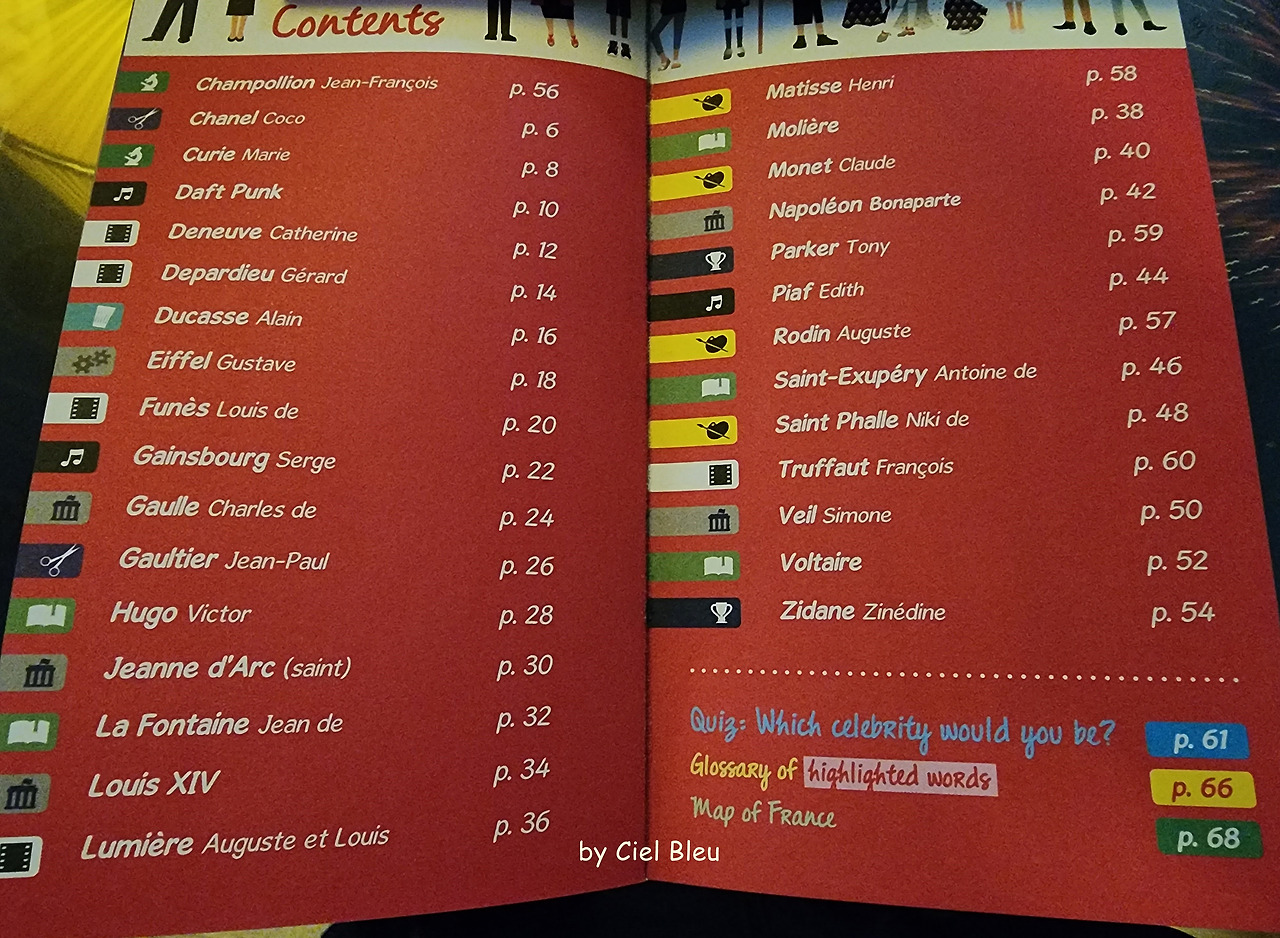 Contents
Champollion Jean-François p. 56
Chanel Coco p. 6
Curie Marie p. 8
Daft Punk p. 10
Deneuve Catherine p. 12
Depardieu Gérard p. 14
Ducasse Alain p. 16
Eiffel Gustave p. 18
Funès Louis de p. 20
Gainsbourg Serge p. 22
Gaulle Charles de p. 24
Gaultier Jean-Paul p. 26
Hugo Victor p. 28
Jeanne d'Arc (saint) p. 30
La Fontaine Jean de p. 32
Louis XIV p. 34
Lumière Auguste et Louis p. 36
Matisse Henri p. 58
Molière p. 38
Monet Claude p. 40
Napoléon Bonaparte p. 42
Parker Tony p. 59
Piaf Edith p. 44
Rodin Auguste p. 57
Saint-Exupéry Antoine de p. 46
Saint Phalle Niki de p. 48
Truffaut François p. 60
Veil Simone p. 50
Voltaire p. 52
Zidane Zinédine p. 54
Quiz: Which celebrity would you be? p. 61
Glossary of highlighted words p. 66
Map of France p. 68
by Ciel Bleu